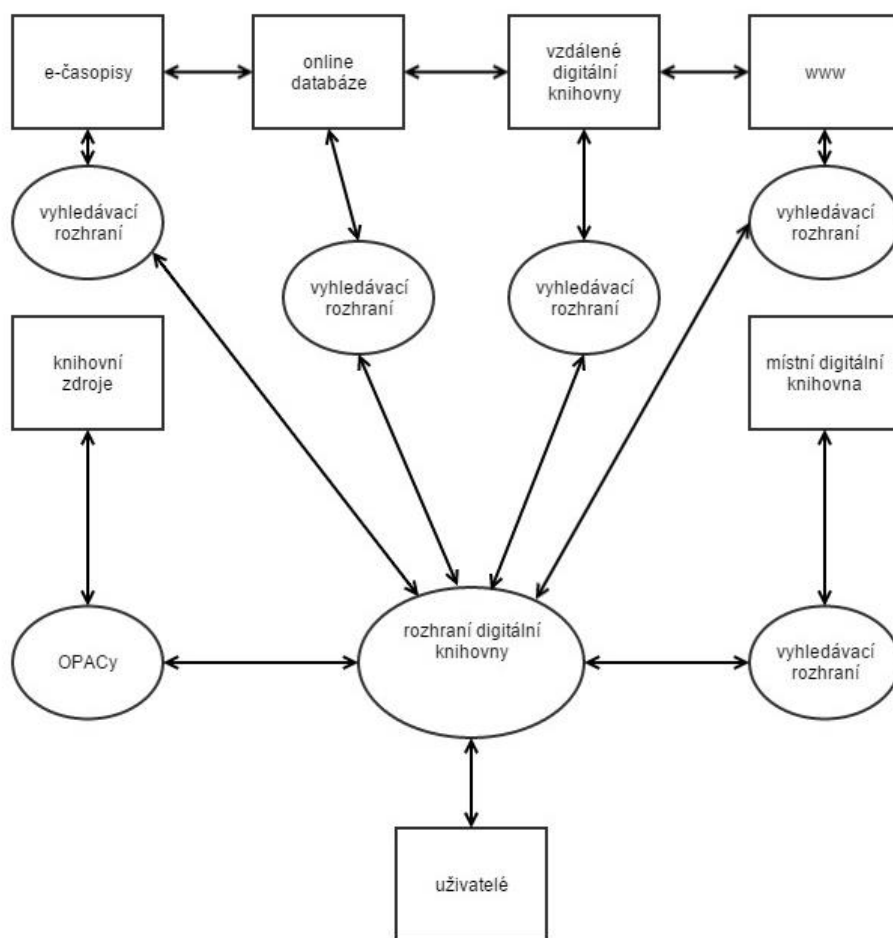 e-časopisy
online
databáze
vzdálené
digitální
knihovny
www
vyhledávací
rozhraní
vyhledávací
rozhraní
vyhledávací
rozhraní
vyhledávací
rozhraní
knihovní
zdroje
místní digitální
knihovna
OPACy
rozhraní digitální
knihovny
vyhledávací
rozhraní
uživatelé